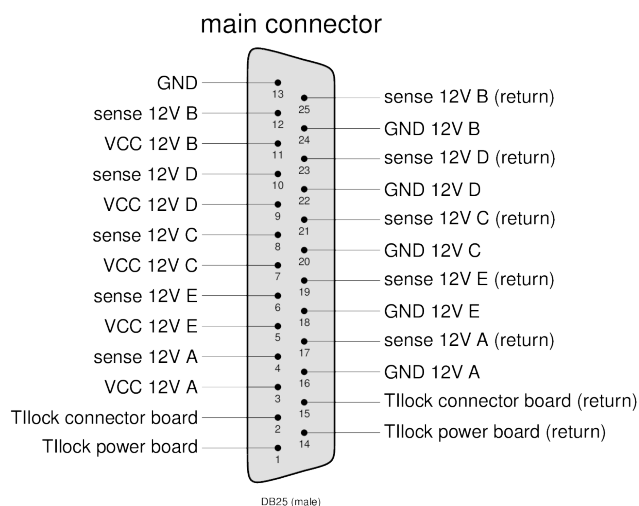 main connector
GND
13
sense 12V B (return)
25
sense 12V B
12
GND 12V B
24
VCC 12V B
11
sense 12V D (return)
23
sense 12V D
10
GND 12V D
22
VCC 12V D
9
sense 12V C (return)
21
sense 12V C
8
GND 12V C
20
VCC 12V C
7
sense 12V E (return)
19
sense 12V E
6
GND 12V E
18
VCC 12V E
5
sense 12V A (return)
17
sense 12V A
4
GND 12V A
16
VCC 12V A
3
TIlock connector board (return)
15
TIlock connector board
2
TIlock power board (return)
14
TIlock power board
1
DB25 (male)